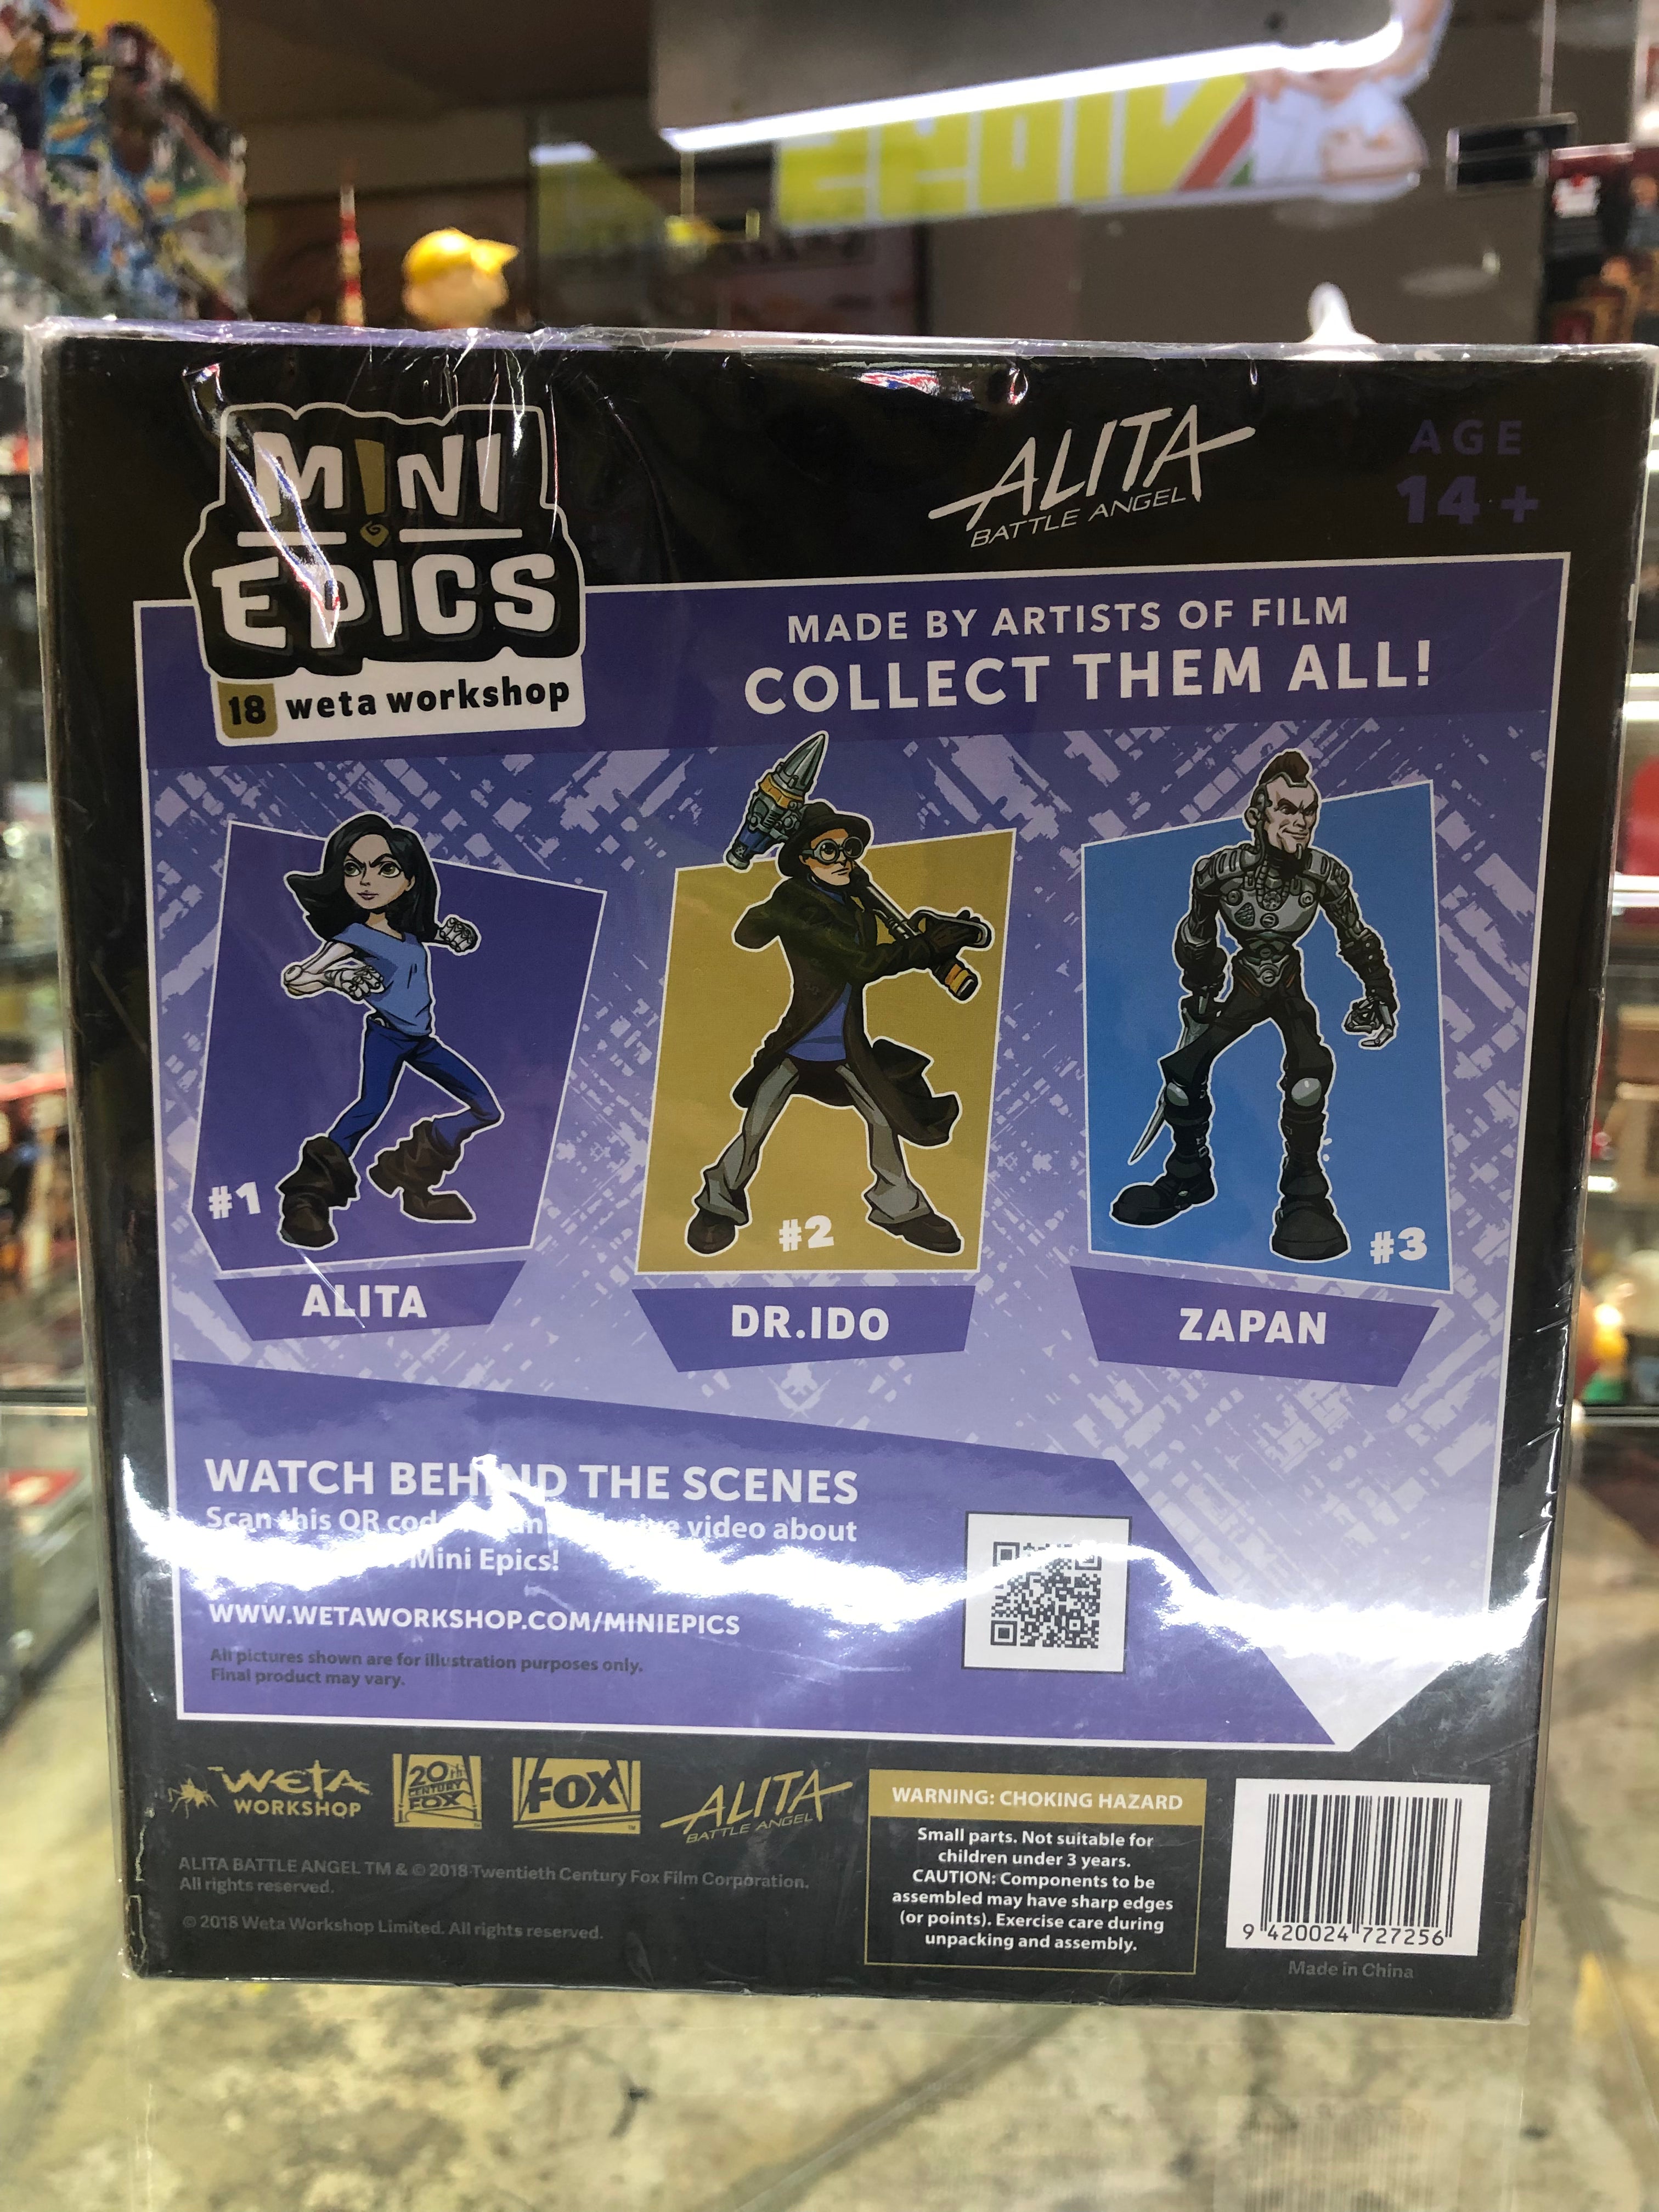 MINI
EPICS
18 weta workshop
ALITA
BATTLE ANGEL
AGE
14+
MADE BY ARTISTS OF FILM
COLLECT THEM ALL!
#1
#2
#3
ALITA
DR.IDO
ZAPAN
WATCH BEHIND THE SCENES
Scan this QR video about
Mini Epics!
WWW.WETAWORKSHOP.COM/MINIEPICS
All pictures shown are for illustration purposes only.
Final product may vary.
WETA
WORKSHOP
20th
CENTURY
FOX
FOX
ALITA
BATTLE ANGEL
ALITA BATTLE ANGEL TM & © 2018 Twentieth Century Fox Film Corporation.
All rights reserved.
© 2018 Weta Workshop Limited. All rights reserved.
WARNING: CHOKING HAZARD
Small parts. Not suitable for
children under 3 years.
CAUTION: Components to be
assembled may have sharp edges
(or points). Exercise care during
unpacking and assembly.
9 420024 727256
Made in China